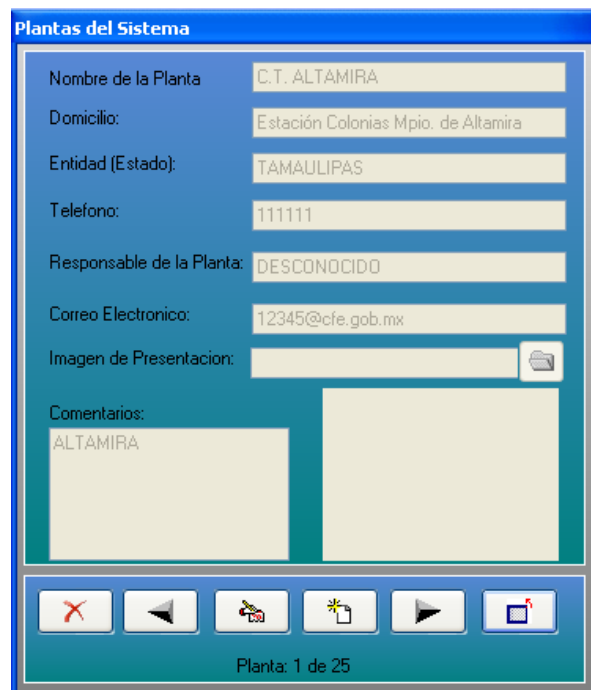 Plantas del Sistema
Nombre de la Planta C.T. ALTAMIRA
Domicilio: Estación Colonias Mpio. de Altamira
Entidad (Estado): TAMAULIPAS
Telefono: 111111
Responsable de la Planta: DESCONOCIDO
Correo Electronico: 12345@cfe.gob.mx
Imagen de Presentacion:
Comentarios:
ALTAMIRA
Planta: 1 de 25